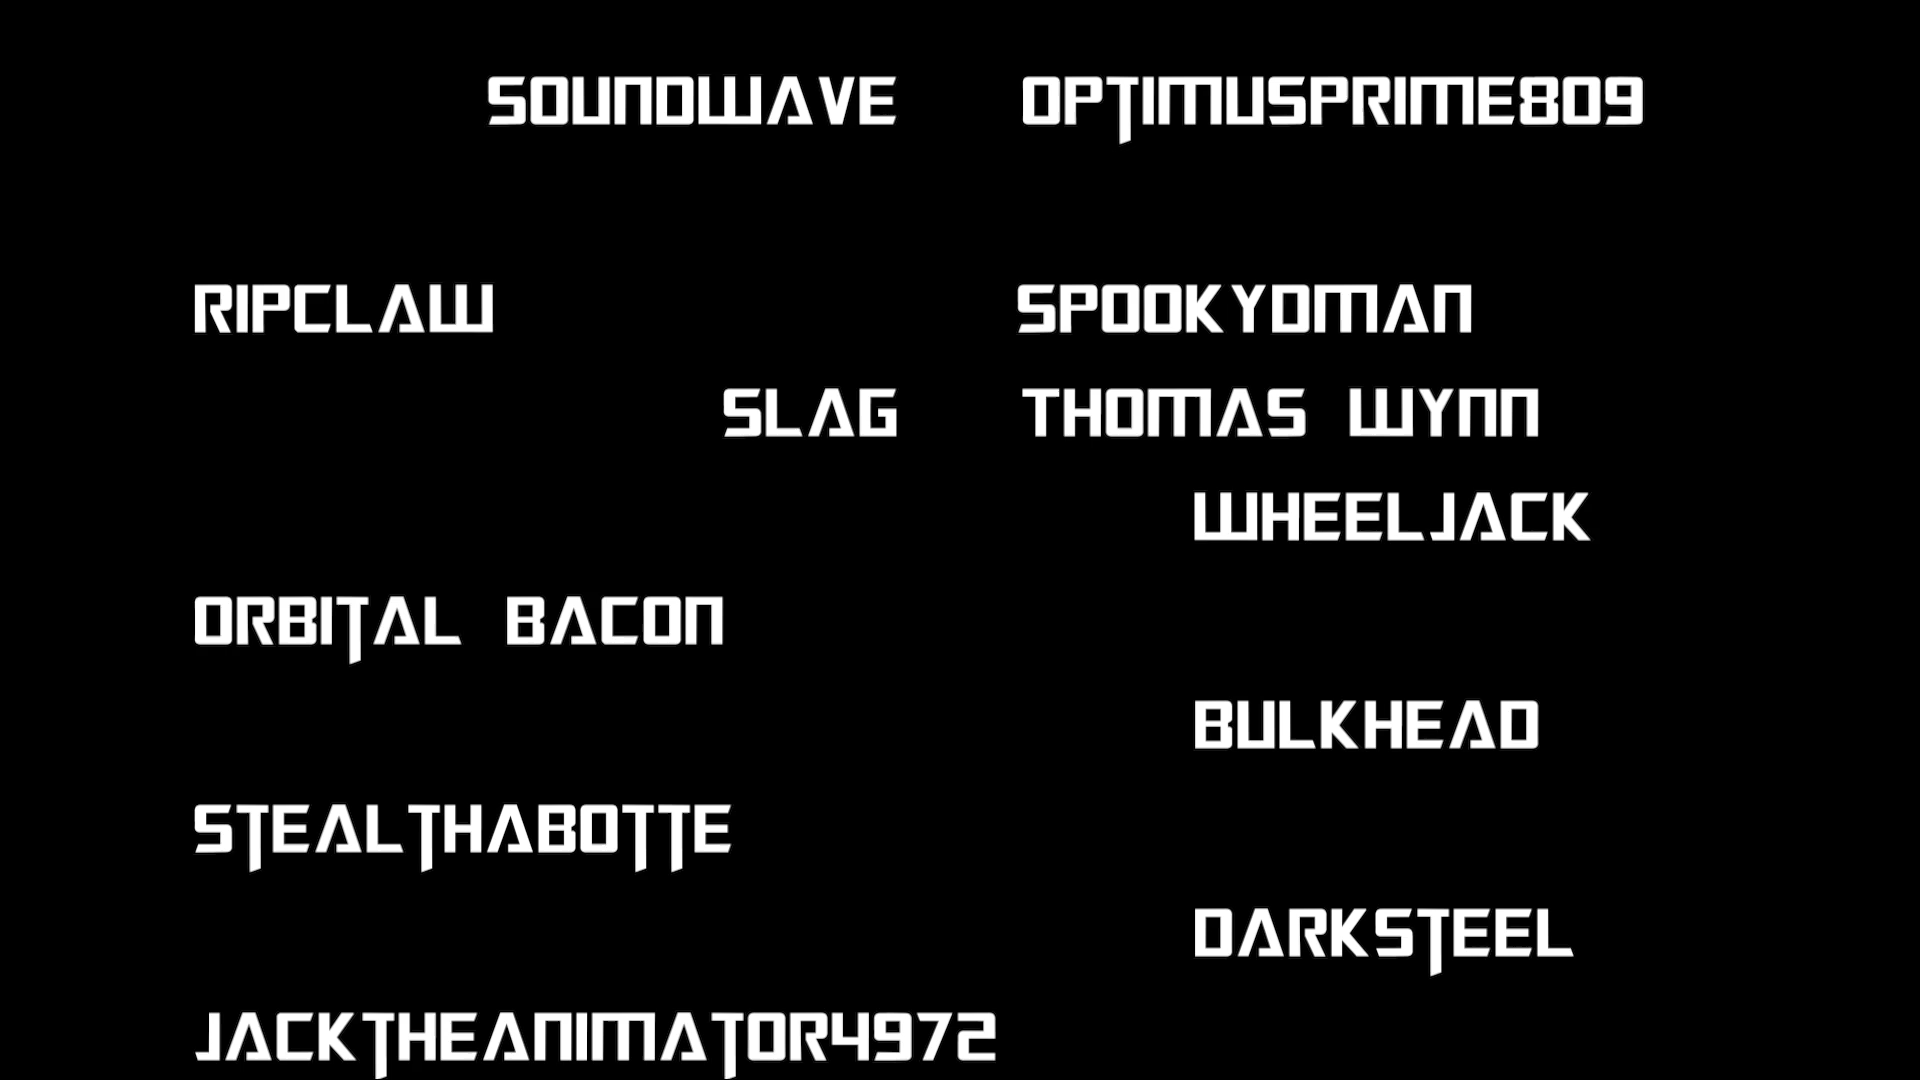 SOUNDWAVE OPTIMUSPRIME809
RIPCLAW SPOOKYDMAN
SLAG THOMAS WYNN
WHEELJACK
ORBITAL BACON
BULKHEAD
STEALTHABOTTE
DARKSTEEL
JACKTHEANIMATOR4972